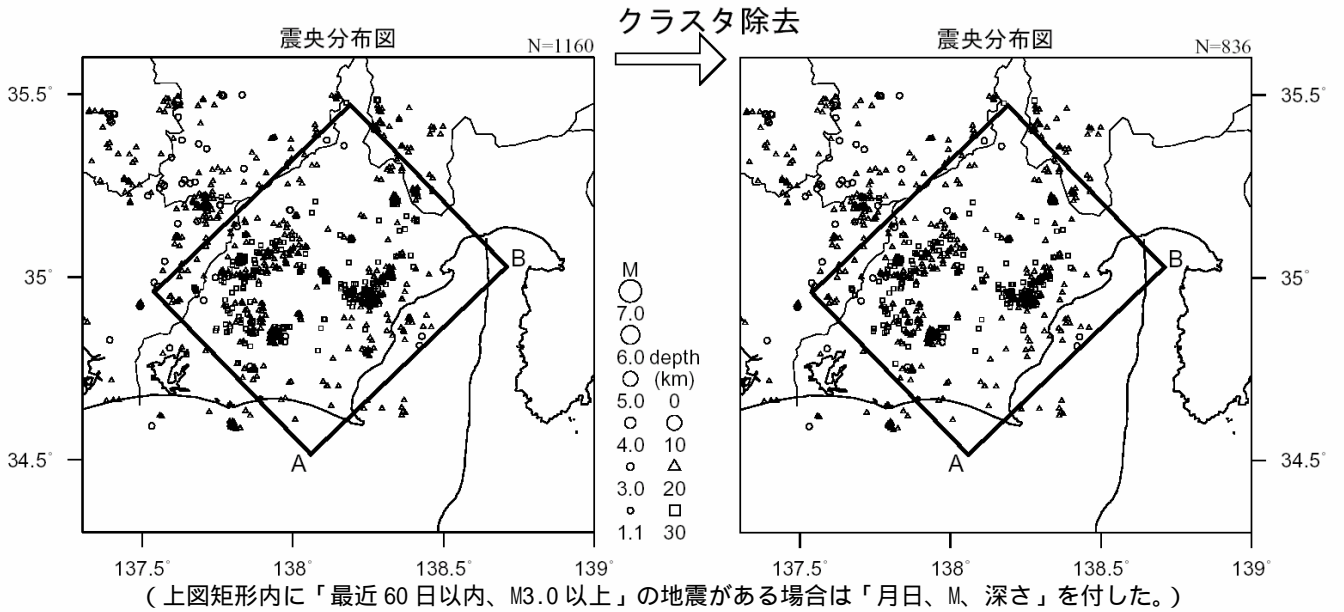 クラスタ除去
震央分布図
N=1160
35.5°
35°
34.5°
137.5°
138°
138.5°
139°
A
B
M
7.0
6.0 depth
(km)
5.0 0
4.0 10
3.0 20
1.1 30
震央分布図
N=836
35.5°
35°
34.5°
137.5°
138°
138.5°
139°
A
B
(上図矩形内に「最近 60 日以内、M3.0 以上」の地震がある場合は「月日、M、深さ」を付した。)